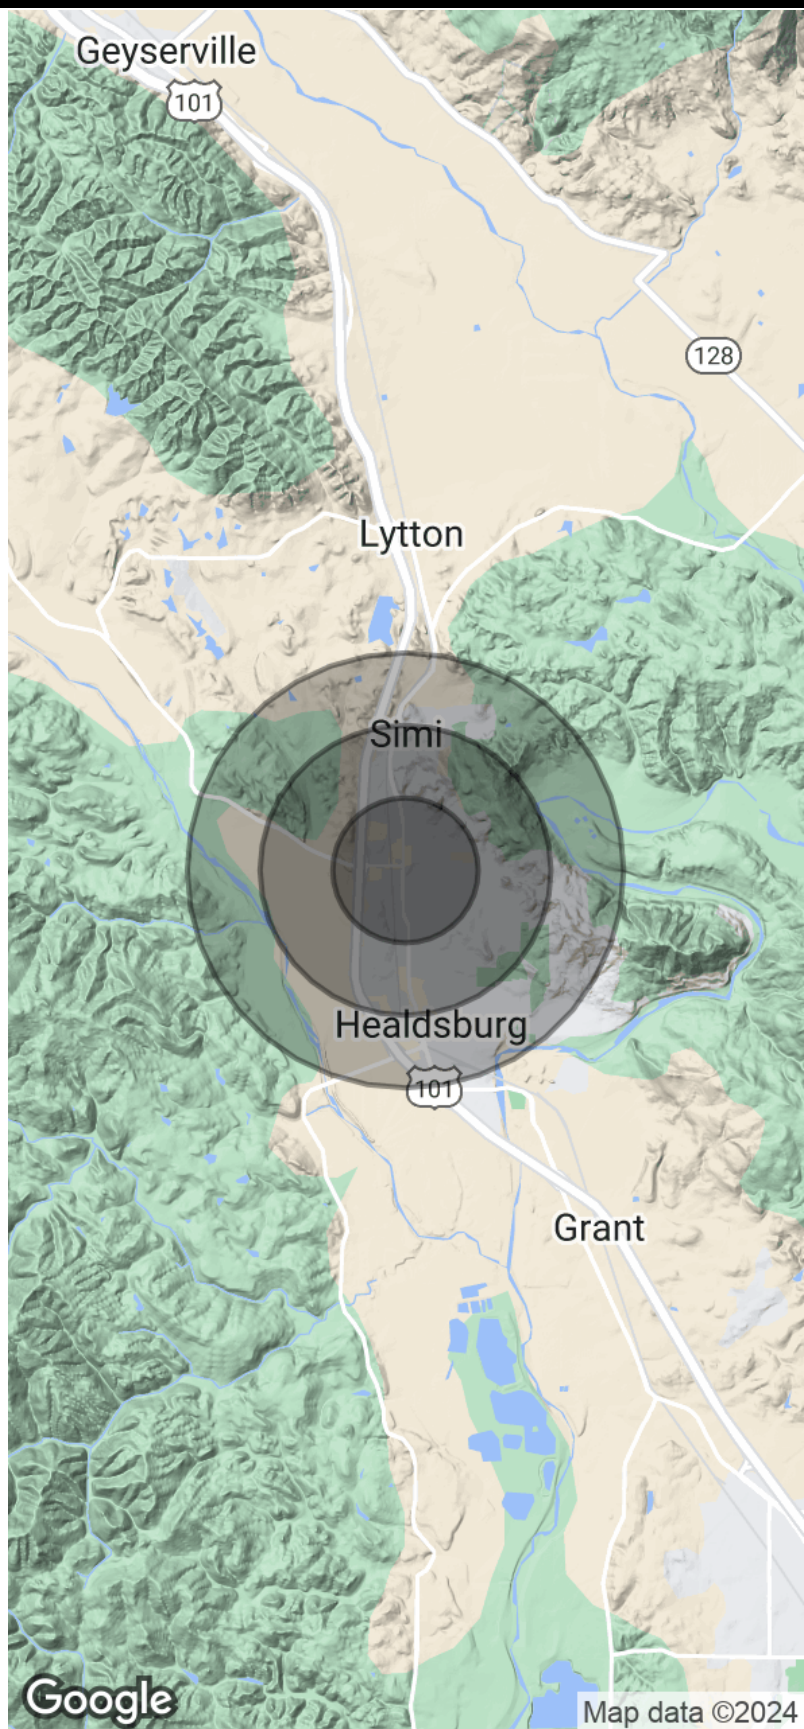 Geyserville
101
128
Lytton
Simi
Healdsburg
101
Grant
Google
Map data ©2024